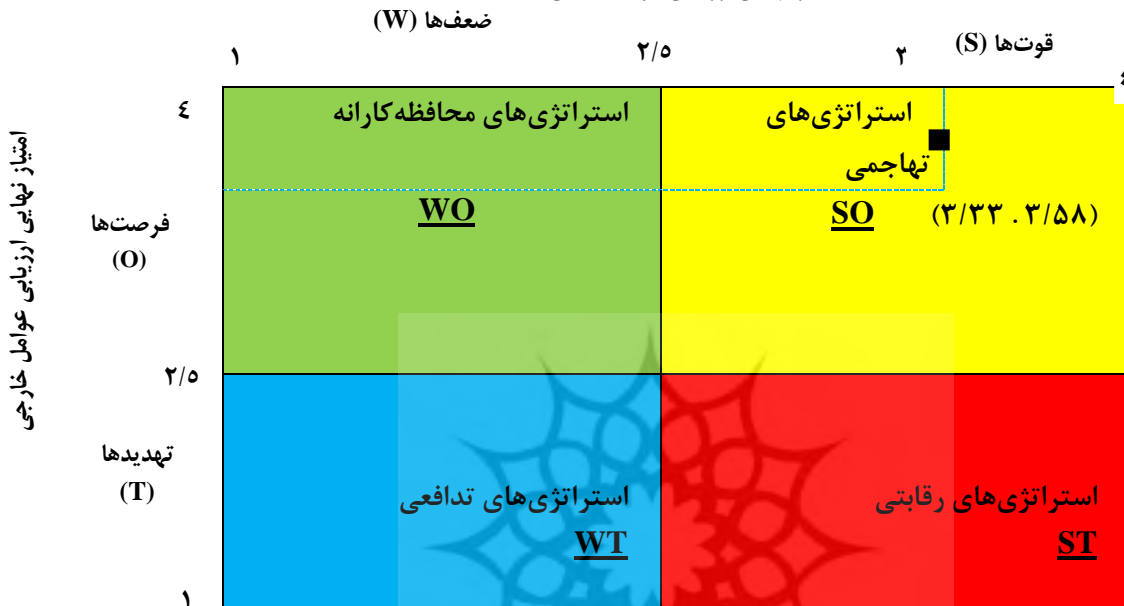 ضعف‌ها (W)
قوت‌ها (S)
۱
۲/۵
۳
٤
استراتژی‌های محافظه‌کارانه
WO
استراتژی‌های
تهاجمی
SO
(۳/۳۳ . ۳/۵۸)
امتیاز نهایی ارزیابی عوامل خارجی
فرصت‌ها
(O)
۲/۵
تهدیدها
(T)
استراتژی‌های تدافعی
WT
استراتژی‌های رقابتی
ST
۱